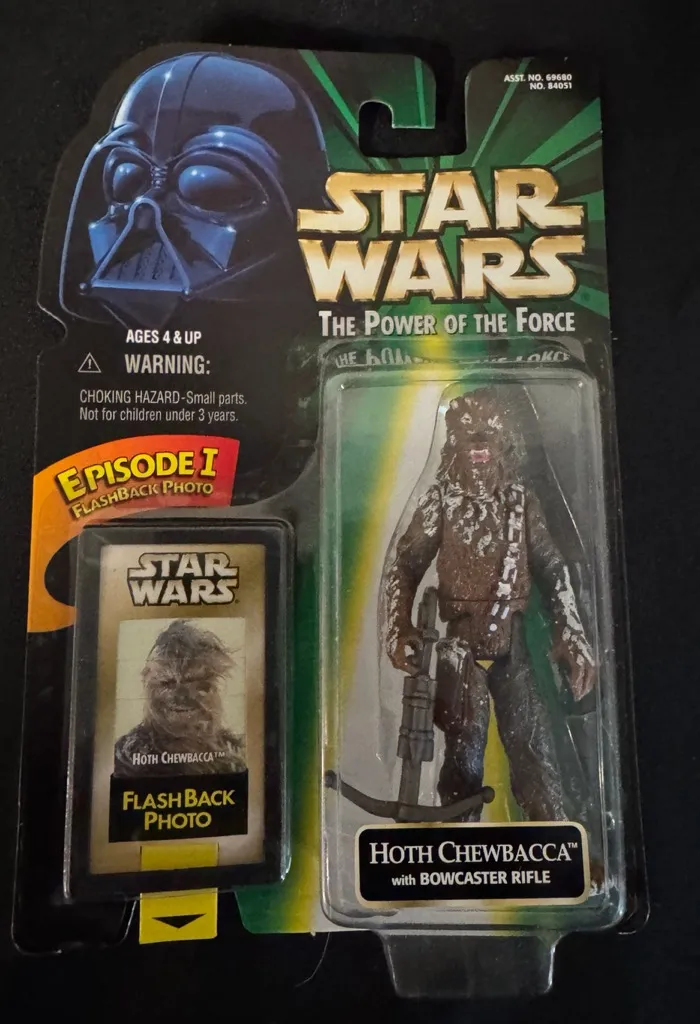 ASST. NO. 69680
NO. 84051
STAR
WARS
THE POWER OF THE FORCE
AGES 4 & UP
WARNING:
CHOKING HAZARD-Small parts.
Not for children under 3 years.
EPISODE I
FLASHBACK PHOTO
STAR
WARS
HOTH CHEWBACCA™
FLASHBACK
PHOTO
HOTH CHEWBACCA™
with BOWCASTER RIFLE